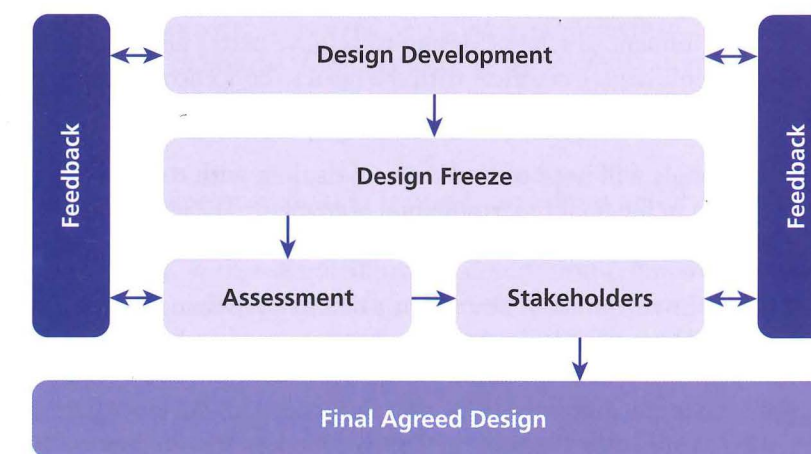 Design Development
Feedback
Design Freeze
Feedback
Assessment
Stakeholders
Final Agreed Design